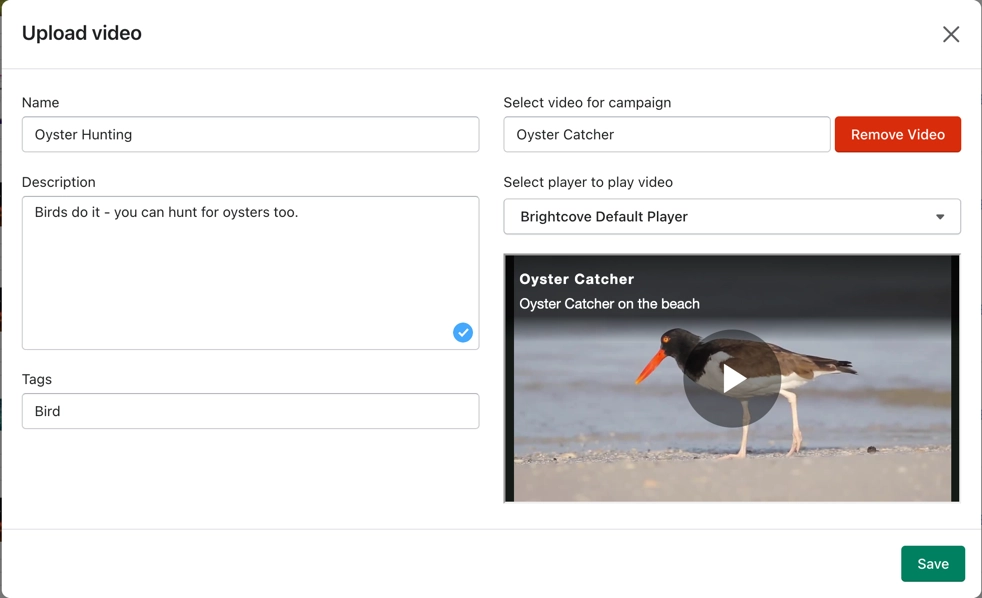 Upload video
Name
Oyster Hunting
Description
Birds do it - you can hunt for oysters too.
Tags
Bird
Select video for campaign
Oyster Catcher
Remove Video
Select player to play video
Brightcove Default Player
Oyster Catcher
Oyster Catcher on the beach
Save